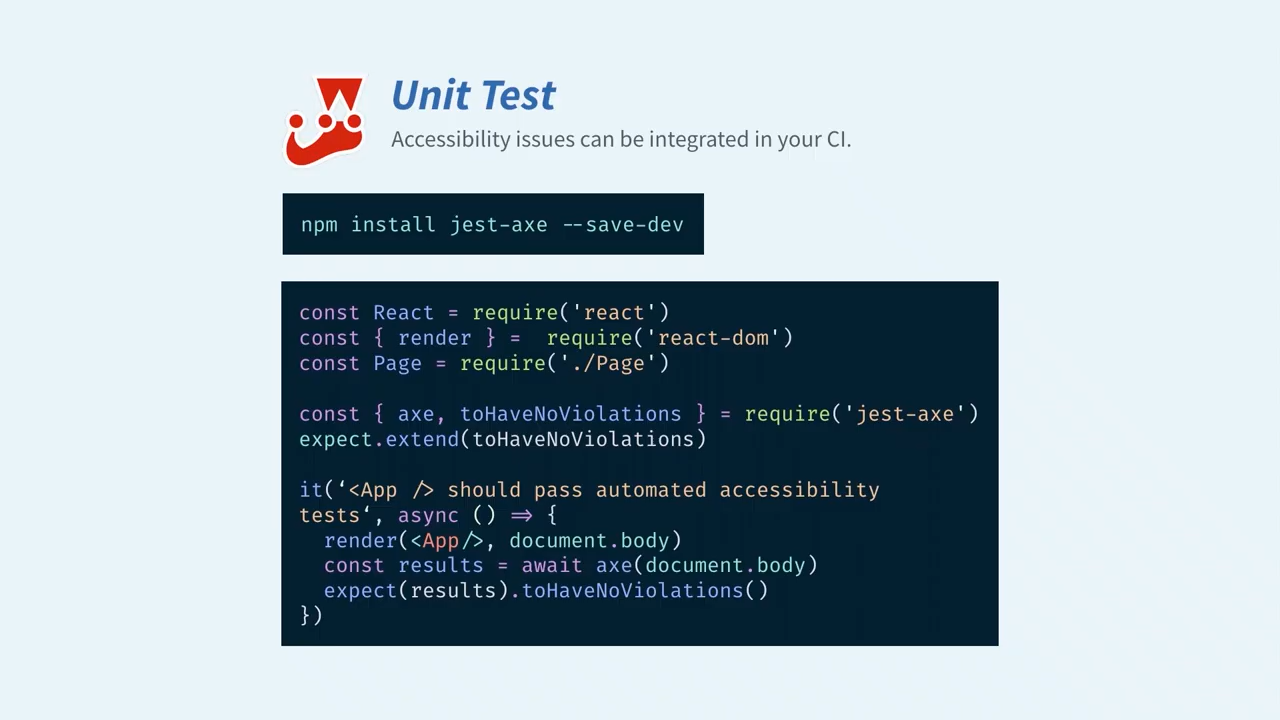 Unit Test
Accessibility issues can be integrated in your CI.
npm install jest-axe --save-dev
const React = require('react')
const { render } =  require('react-dom')
const Page = require('./Page')
const { axe, toHaveNoViolations } = require('jest-axe')
expect.extend(toHaveNoViolations)
it(‘<App /> should pass automated accessibility
tests‘, async () => {
  render(<App/>, document.body)
  const results = await axe(document.body)
  expect(results).toHaveNoViolations()
})